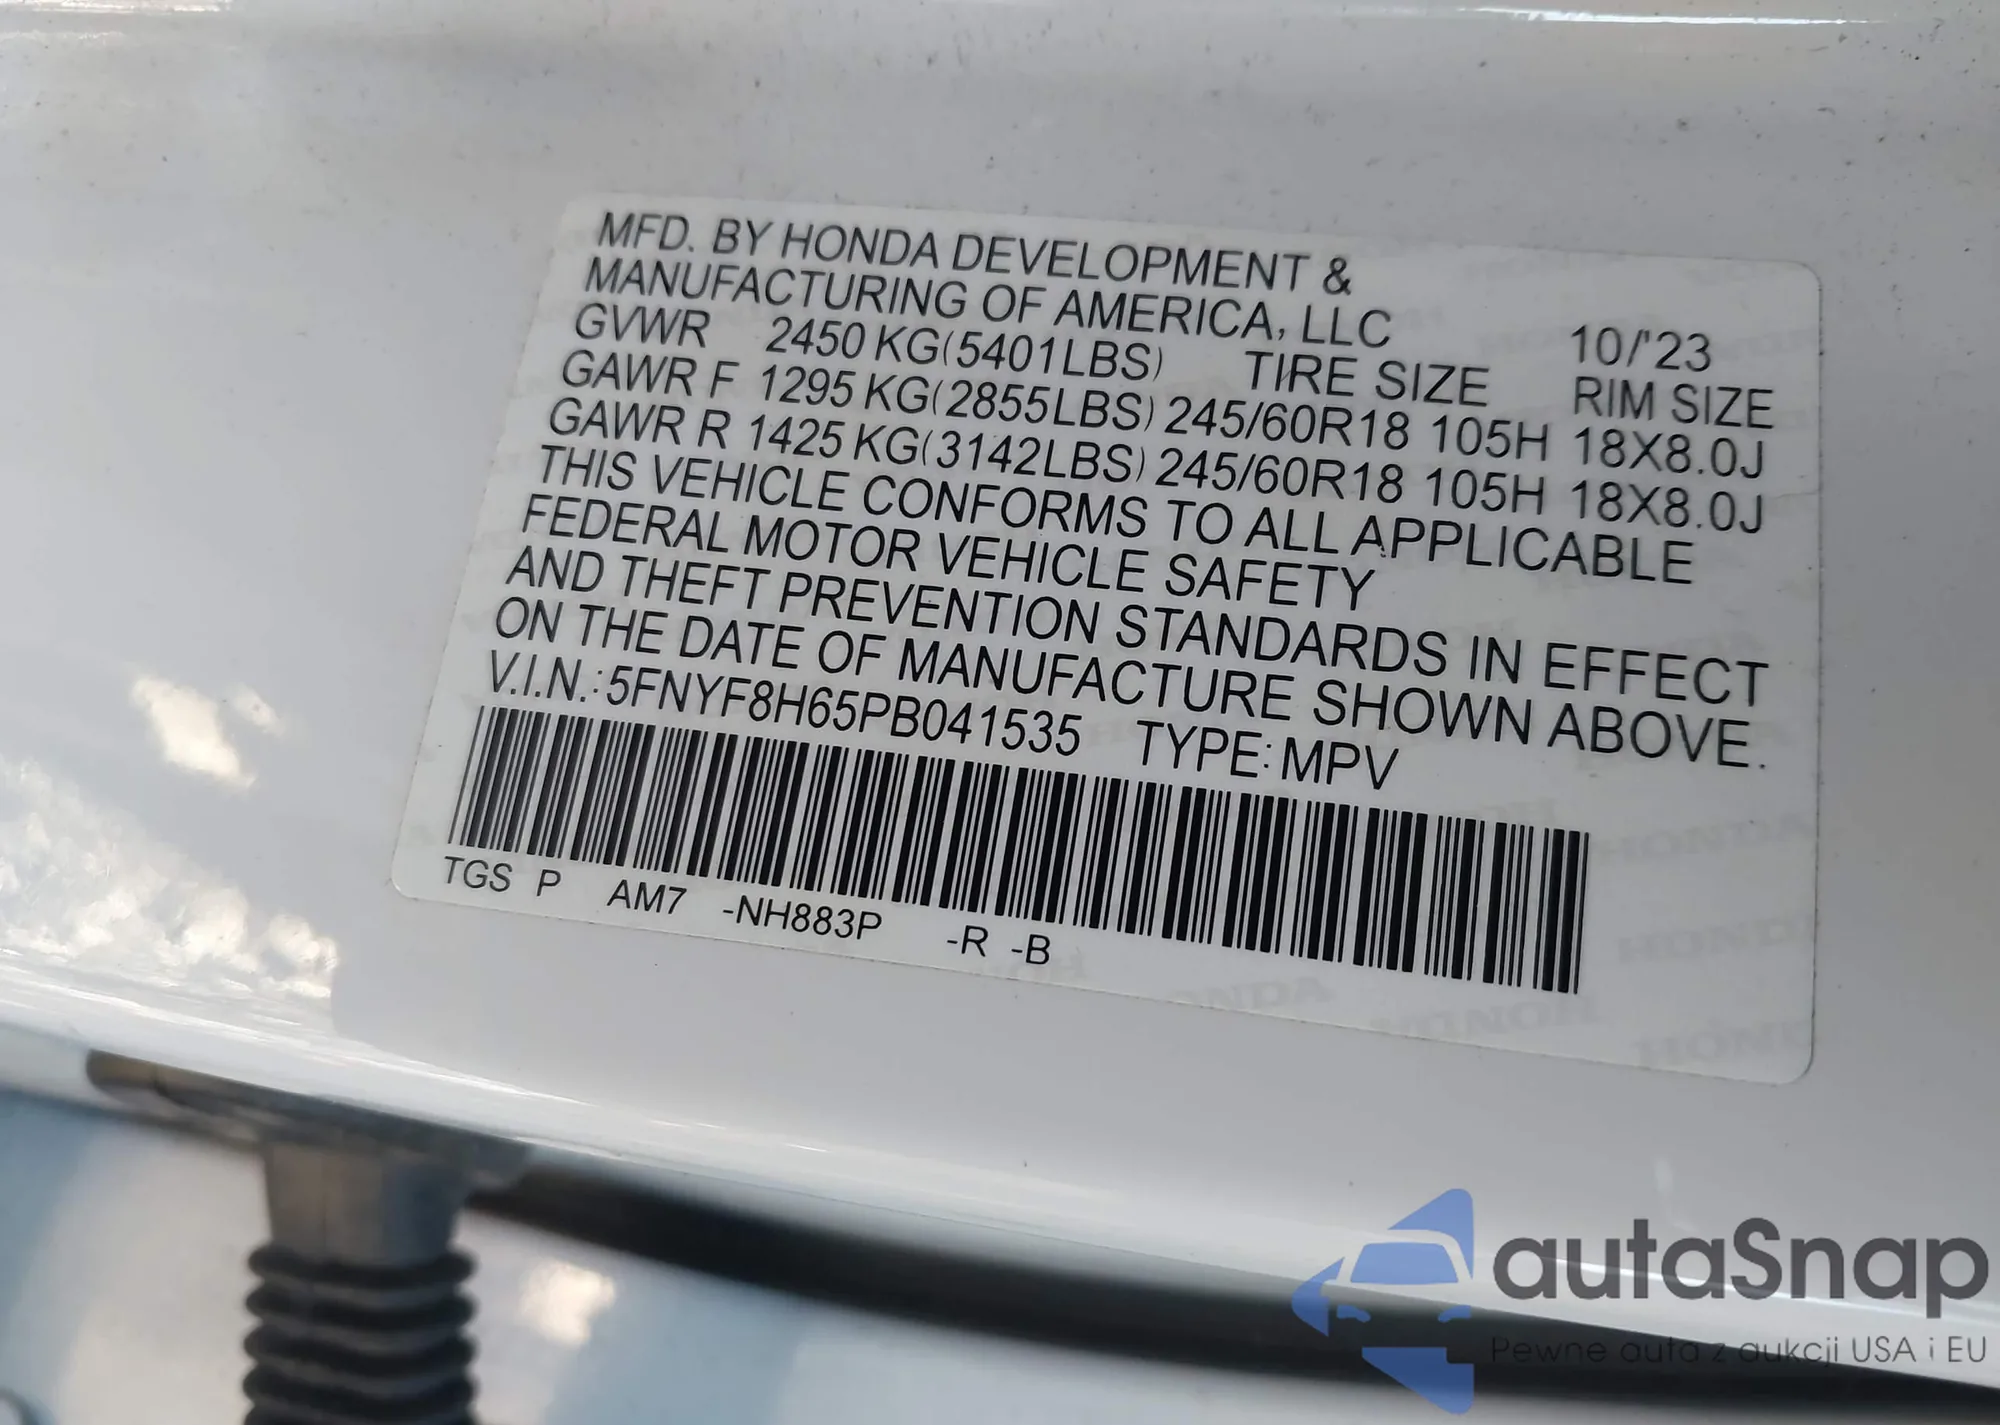 MFD. BY HONDA DEVELOPMENT &
MANUFACTURING OF AMERICA, LLC 10/'23
GVWR 2450 KG(5401LBS) TIRE SIZE RIM SIZE
GAWR F 1295 KG(2855LBS) 245/60R18 105H 18X8.0J
GAWR R 1425 KG(3142LBS) 245/60R18 105H 18X8.0J
THIS VEHICLE CONFORMS TO ALL APPLICABLE
FEDERAL MOTOR VEHICLE SAFETY
AND THEFT PREVENTION STANDARDS IN EFFECT
ON THE DATE OF MANUFACTURE SHOWN ABOVE.
V.I.N.: 5FNYF8H65PB041535 TYPE: MPV
TGS P AM7 -NH883P -R -B
autaSnap
Pewne auta z aukcji USA i EU